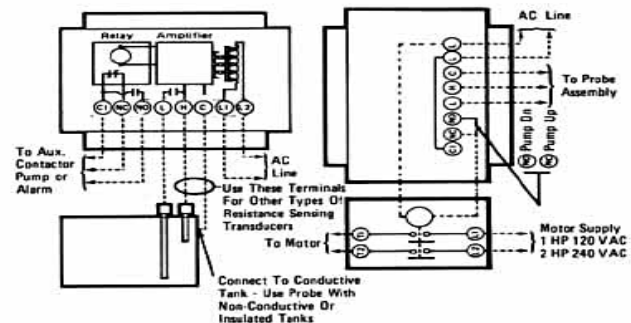 Relay
Amplifier
C1 NC NO L H C L1 L2
To Aux.
Contactor
Pump or
Alarm
AC
Line
Use These Terminals
For Other Types Of
Resistance Sensing
Transducers
Connect To Conductive
Tank - Use Probe With
Non-Conductive Or
Insulated Tanks
AC Line
To Probe
Assembly
Pump Dn
Pump Up
To Motor
Motor Supply
1 HP 120 VAC
2 HP 240 VAC